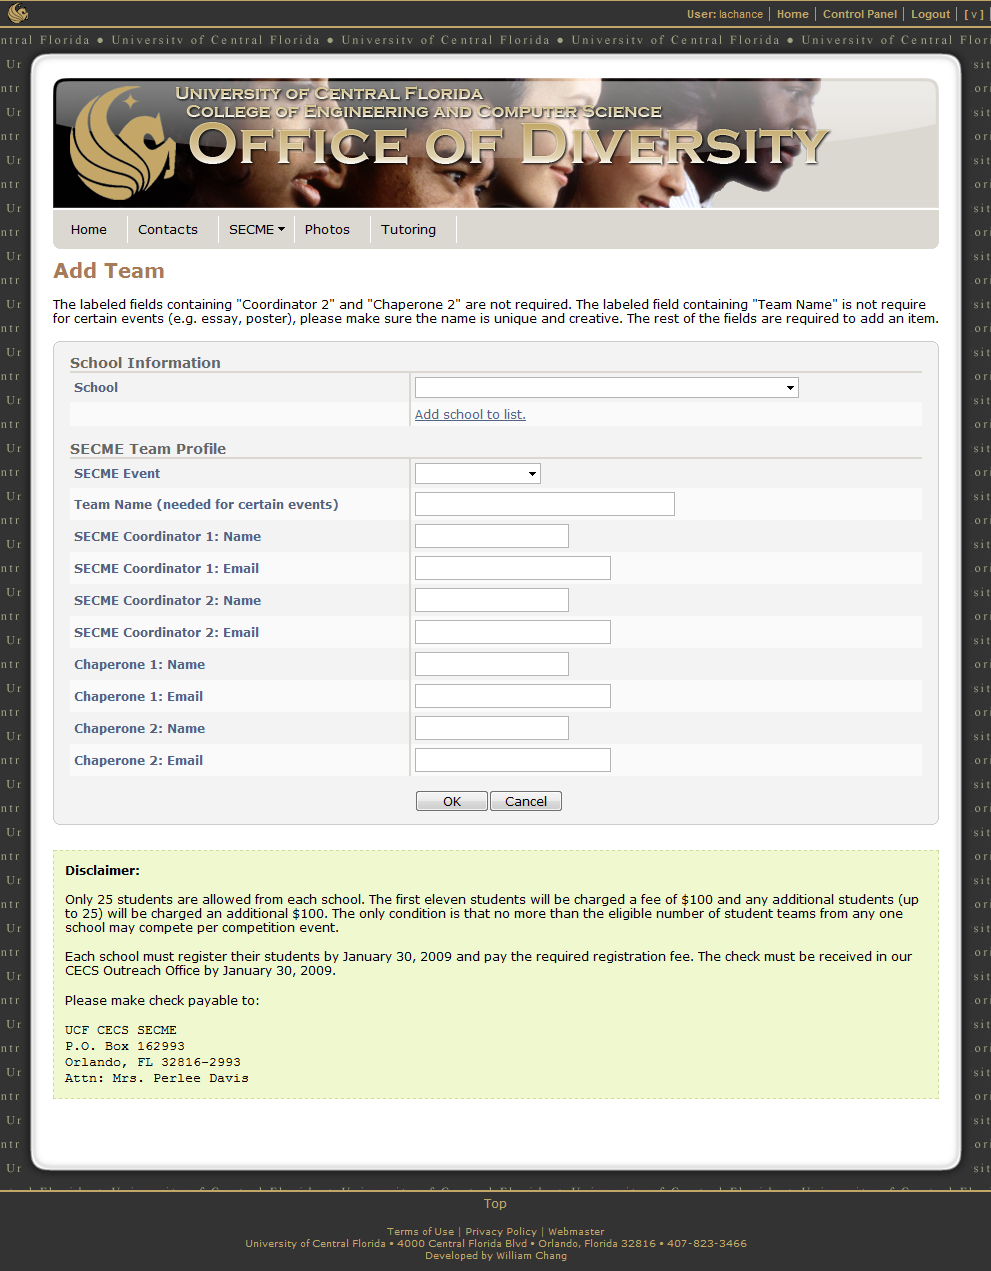 User: lachance | Home | Control Panel | Logout | [ v ] |
ntral Florida ● University of Central Florida ● University of Central Florida ● University of Central Florida ● University of Central Florida
UNIVERSITY OF CENTRAL FLORIDA
COLLEGE OF ENGINEERING AND COMPUTER SCIENCE
OFFICE OF DIVERSITY
Home Contacts SECME Photos Tutoring
Add Team
The labeled fields containing "Coordinator 2" and "Chaperone 2" are not required. The labeled field containing "Team Name" is not require
for certain events (e.g. essay, poster), please make sure the name is unique and creative. The rest of the fields are required to add an item.
School Information
School
Add school to list.
SECME Team Profile
SECME Event
Team Name (needed for certain events)
SECME Coordinator 1: Name
SECME Coordinator 1: Email
SECME Coordinator 2: Name
SECME Coordinator 2: Email
Chaperone 1: Name
Chaperone 1: Email
Chaperone 2: Name
Chaperone 2: Email
OK Cancel
Disclaimer:
Only 25 students are allowed from each school. The first eleven students will be charged a fee of $100 and any additional students (up
to 25) will be charged an additional $100. The only condition is that no more than the eligible number of student teams from any one
school may compete per competition event.
Each school must register their students by January 30, 2009 and pay the required registration fee. The check must be received in our
CECS Outreach Office by January 30, 2009.
Please make check payable to:
UCF CECS SECME
P.O. Box 162993
Orlando, FL 32816-2993
Attn: Mrs. Perlee Davis
Top
Terms of Use | Privacy Policy | Webmaster
University of Central Florida • 4000 Central Florida Blvd • Orlando, Florida 32816 • 407-823-3466
Developed by William Chang